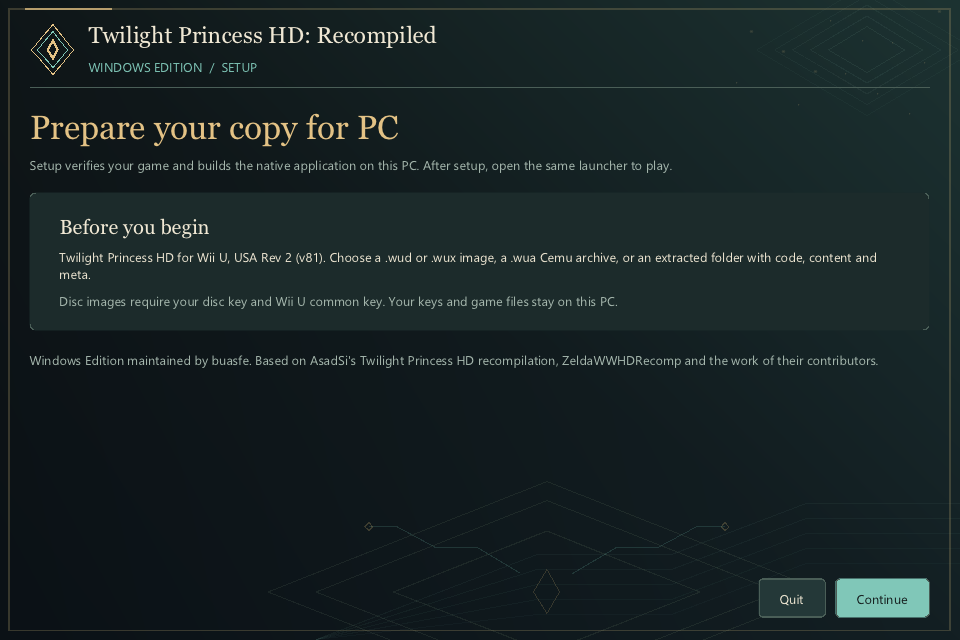 Twilight Princess HD: Recompiled
WINDOWS EDITION / SETUP
Prepare your copy for PC
Setup verifies your game and builds the native application on this PC. After setup, open the same launcher to play.
Before you begin
Twilight Princess HD for Wii U, USA Rev 2 (v81). Choose a .wud or .wux image, a .wua Cemu archive, or an extracted folder with code, content and
meta.
Disc images require your disc key and Wii U common key. Your keys and game files stay on this PC.
Windows Edition maintained by buasfe. Based on AsadSi's Twilight Princess HD recompilation, ZeldaWWHDRecomp and the work of their contributors.
Quit
Continue